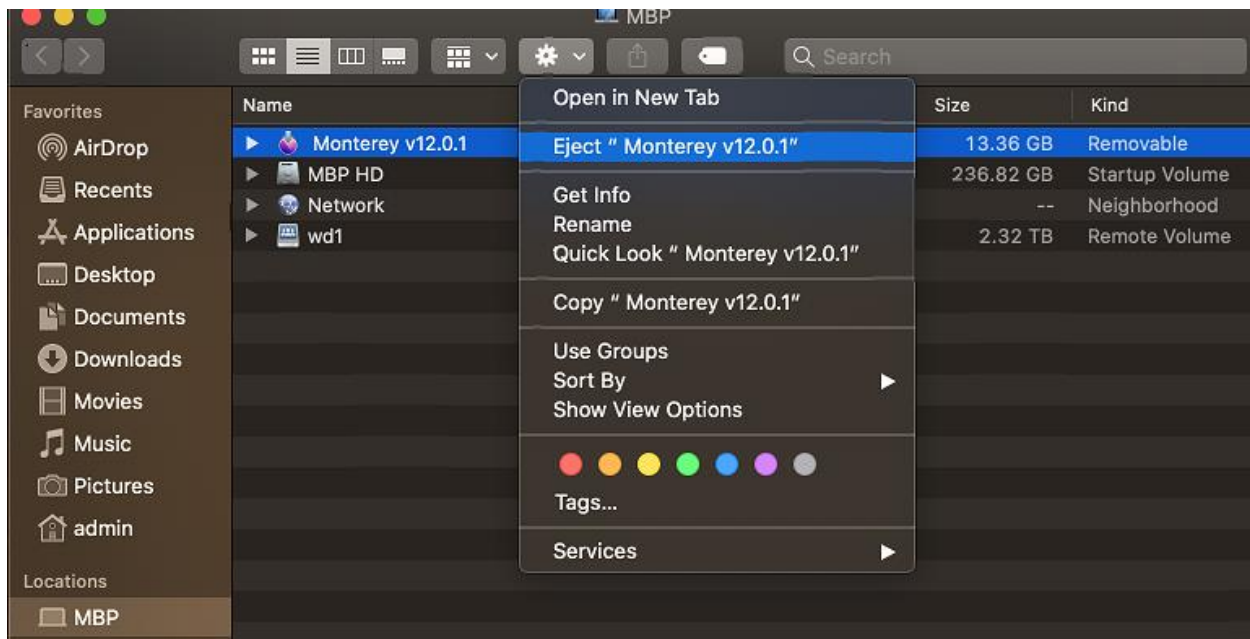 MBP
Search
Favorites
AirDrop
Recents
Applications
Desktop
Documents
Downloads
Movies
Music
Pictures
admin
Locations
MBP
Name Size Kind
Monterey v12.0.1 13.36 GB Removable
MBP HD 236.82 GB Startup Volume
Network -- Neighborhood
wd1 2.32 TB Remote Volume
Open in New Tab
Eject “ Monterey v12.0.1”
Get Info
Rename
Quick Look “ Monterey v12.0.1”
Copy “ Monterey v12.0.1”
Use Groups
Sort By
Show View Options
Tags...
Services